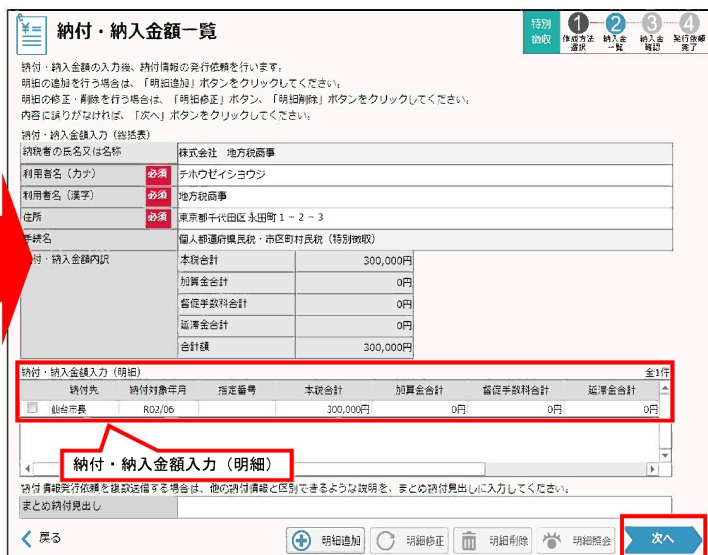 納付・納入金額一覧
特別徴収
1 作成方法選択
2 納入金一覧
3 納入金確認
4 発行依頼完了
納付・納入金額の入力後、納付情報の発行依頼を行います。
明細の追加を行う場合は、「明細追加」ボタンをクリックしてください。
明細の修正・削除を行う場合は、「明細修正」ボタン、「明細削除」ボタンをクリックしてください。
内容に誤りがなければ、「次へ」ボタンをクリックしてください。
納付・納入金額入力（総括表）
納税者の氏名又は名称 株式会社 地方税商事
利用者名（カナ） 必須 チホウゼイショウジ
利用者名（漢字） 必須 地方税商事
住所 必須 東京都千代田区永田町１－２－３
手続名 個人都道府県民税・市区町村民税（特別徴収）
納付・納入金額内訳 本税合計 300,000円
加算金合計 0円
督促手数料合計 0円
延滞金合計 0円
合計額 300,000円
納付・納入金額入力（明細） 全1件
納付先 納付対象年月 指定番号 本税合計 加算金合計 督促手数料合計 延滞金合計
仙台市長 R02/06 300,000円 0円 0円 0円
納付・納入金額入力（明細）
納付情報発行依頼を複数送信する場合は、他の納付情報と区別できるような説明を、まとめ納付見出しに入力してください。
まとめ納付見出し
戻る 明細追加 明細修正 明細削除 明細照会 次へ